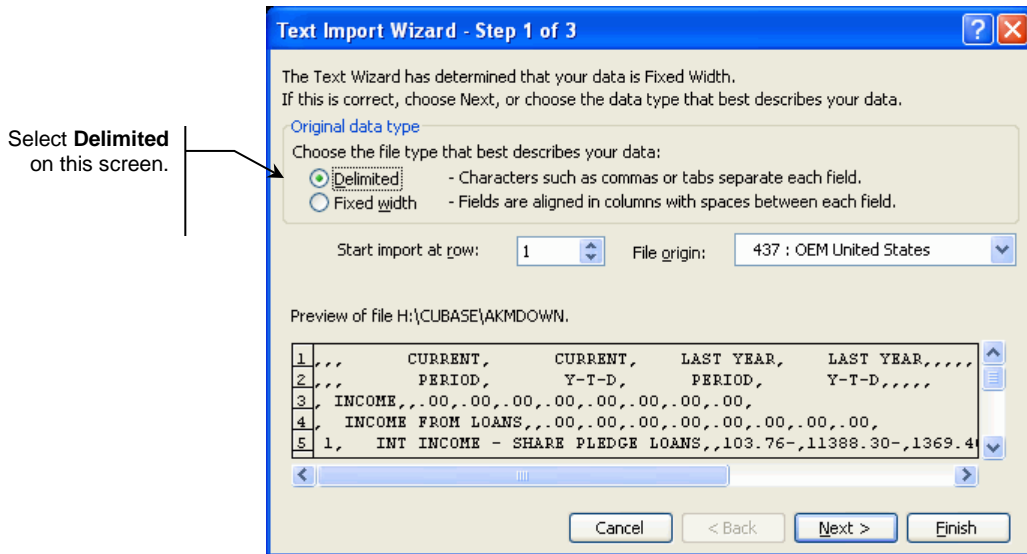 Text Import Wizard - Step 1 of 3
The Text Wizard has determined that your data is Fixed Width.
If this is correct, choose Next, or choose the data type that best describes your data.
Original data type
Choose the file type that best describes your data:
Select Delimited
on this screen.
Delimited - Characters such as commas or tabs separate each field.
Fixed width - Fields are aligned in columns with spaces between each field.
Start import at row: 1 File origin: 437 : OEM United States
Preview of file H:\CUBASE\AKMDOWN.
1 ,,, CURRENT, CURRENT, LAST YEAR, LAST YEAR,,,,,
2 ,,, PERIOD, Y-T-D, PERIOD, Y-T-D,,,,,
3 , INCOME,,.00,.00,.00,.00,.00,.00,.00,
4 , INCOME FROM LOANS,,.00,.00,.00,.00,.00,.00,.00,
5 1, INT INCOME - SHARE PLEDGE LOANS,,103.76-,11388.30-,1369.4
Cancel < Back Next > Finish